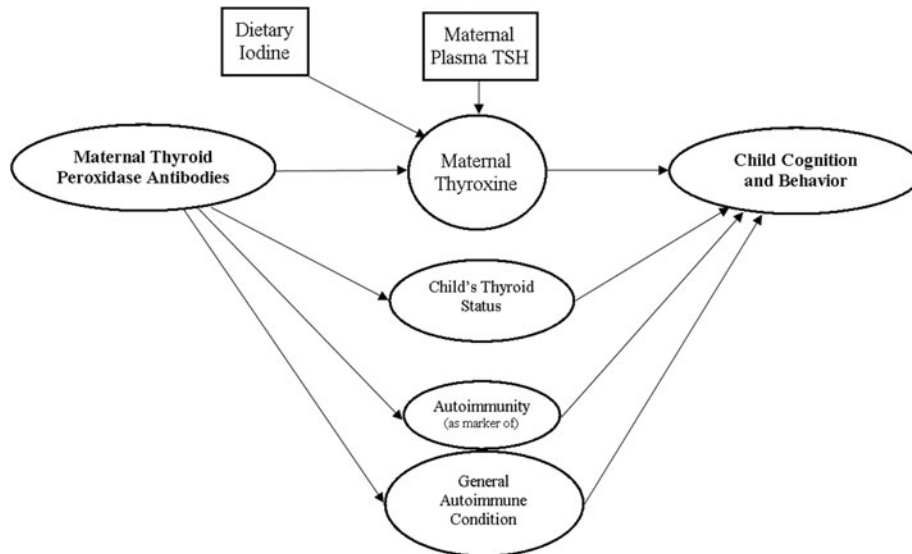 Dietary
Iodine
Maternal
Plasma TSH
Maternal Thyroid
Peroxidase Antibodies
Maternal
Thyroxine
Child Cognition
and Behavior
Child's Thyroid
Status
Autoimmunity
(as marker of)
General
Autoimmune
Condition